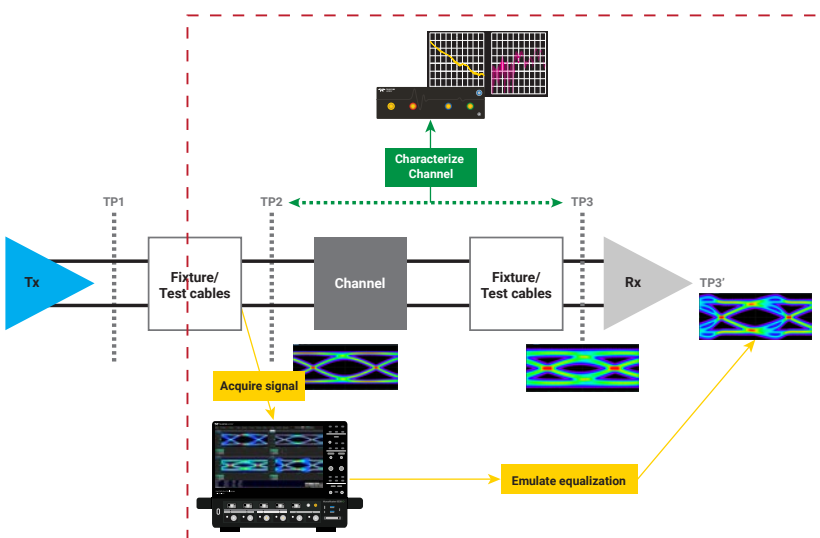 Characterize
Channel
TP1
TP2
TP3
Tx
Fixture/
Test cables
Channel
Fixture/
Test cables
Rx
TP3'
Acquire signal
Emulate equalization